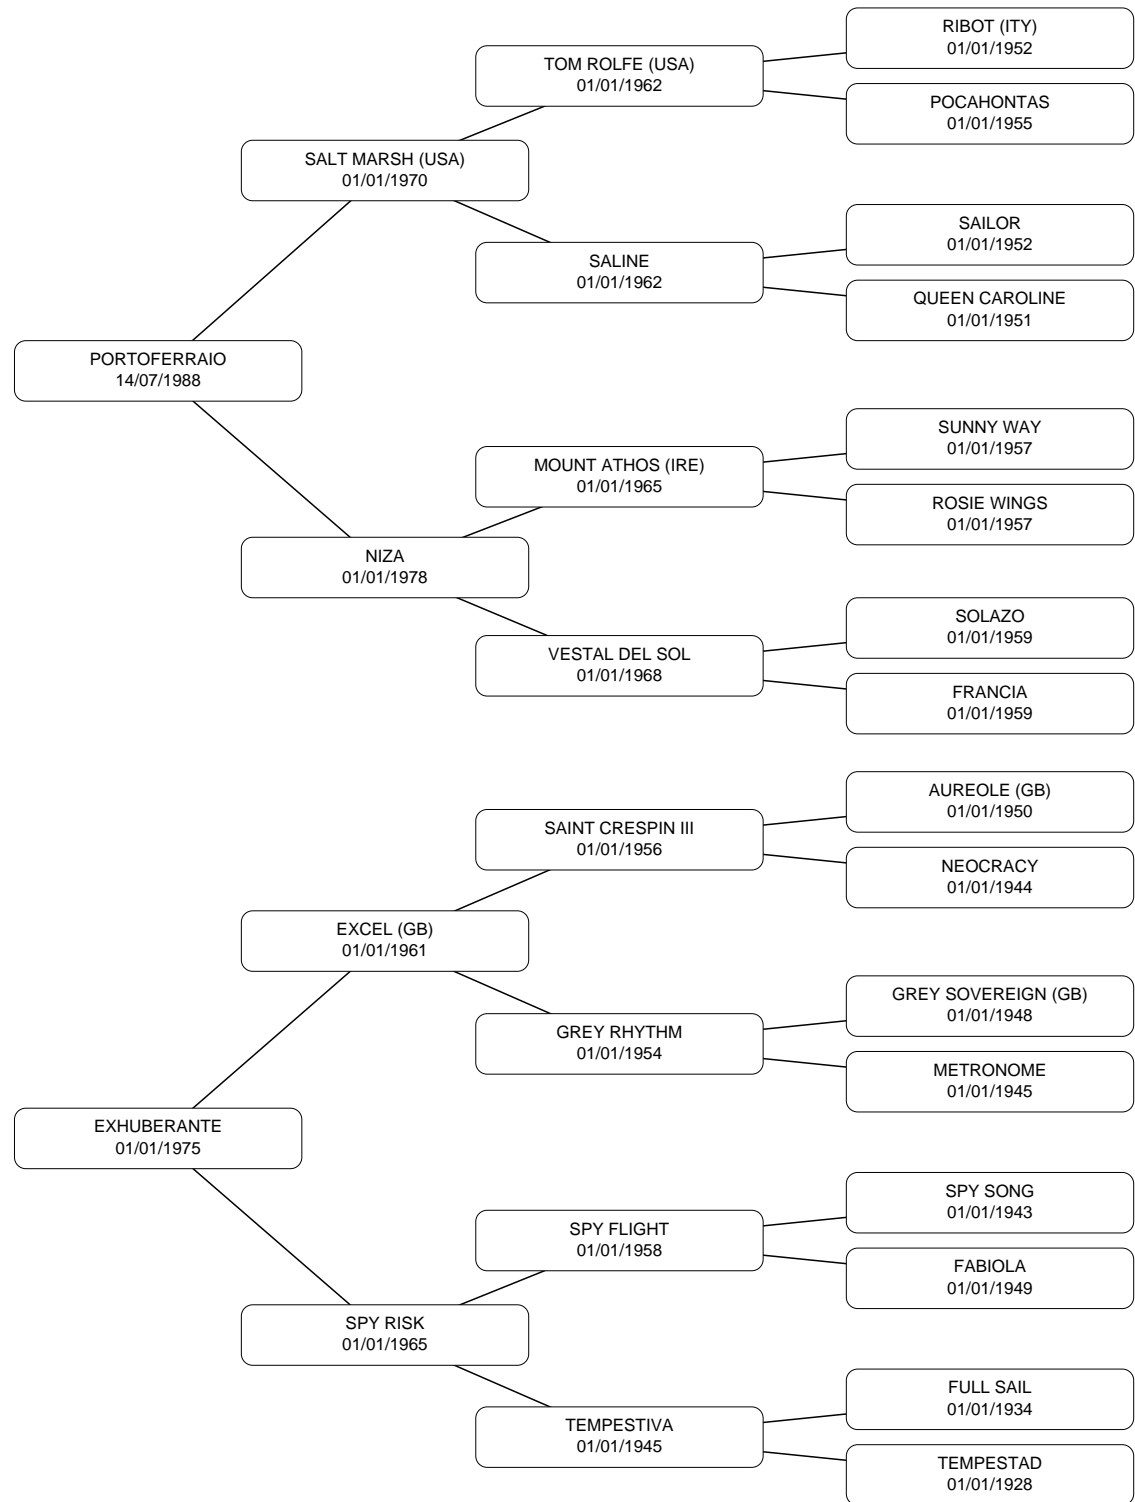 RIBOT (ITY)
01/01/1952
TOM ROLFE (USA)
01/01/1962
POCAHONTAS
01/01/1955
SALT MARSH (USA)
01/01/1970
SAILOR
01/01/1952
SALINE
01/01/1962
QUEEN CAROLINE
01/01/1951
PORTOFERRAIO
14/07/1988
SUNNY WAY
01/01/1957
MOUNT ATHOS (IRE)
01/01/1965
ROSIE WINGS
01/01/1957
NIZA
01/01/1978
SOLAZO
01/01/1959
VESTAL DEL SOL
01/01/1968
FRANCIA
01/01/1959
AUREOLE (GB)
01/01/1950
SAINT CRESPIN III
01/01/1956
NEOCRACY
01/01/1944
EXCEL (GB)
01/01/1961
GREY SOVEREIGN (GB)
01/01/1948
GREY RHYTHM
01/01/1954
METRONOME
01/01/1945
EXHUBERANTE
01/01/1975
SPY SONG
01/01/1943
SPY FLIGHT
01/01/1958
FABIOLA
01/01/1949
SPY RISK
01/01/1965
FULL SAIL
01/01/1934
TEMPESTIVA
01/01/1945
TEMPESTAD
01/01/1928